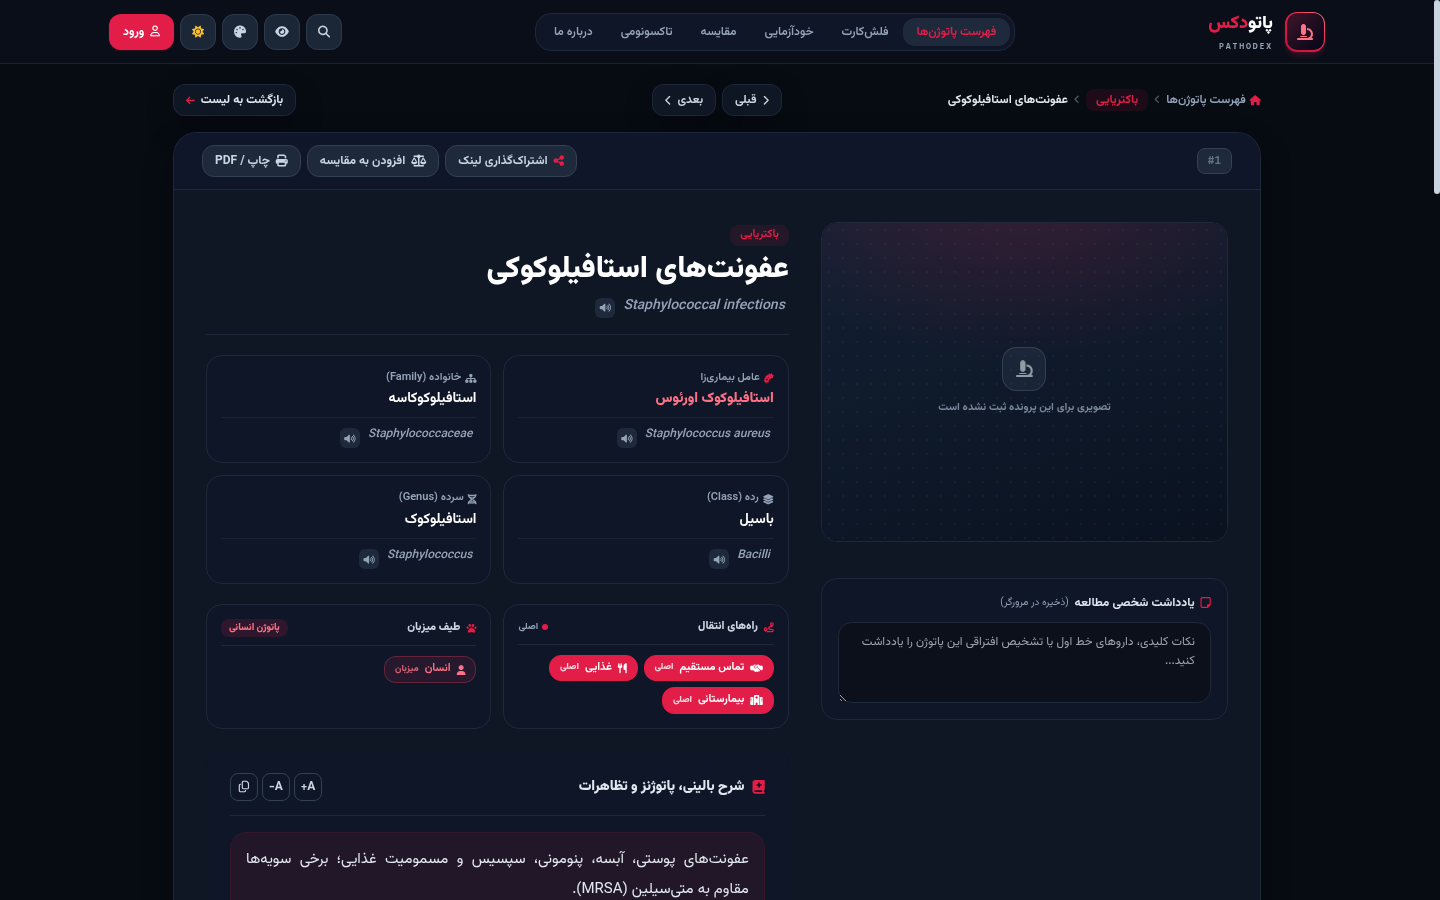 پاتودکس
PATHODEX
فهرست پاتوژن‌ها
فلش‌کارت
خودآزمایی
مقایسه
تاکسونومی
درباره ما
ورود
فهرست پاتوژن‌ها
باکتریایی
عفونت‌های استافیلوکوکی
قبلی
بعدی
بازگشت به لیست
#1
اشتراک‌گذاری لینک
افزودن به مقایسه
چاپ / PDF
تصویری برای این پرونده ثبت نشده است
یادداشت شخصی مطالعه (ذخیره در مرورگر)
نکات کلیدی، داروهای خط اول یا تشخیص افتراقی این پاتوژن را یادداشت
کنید...
باکتریایی
عفونت‌های استافیلوکوکی
Staphylococcal infections
عامل بیماری‌زا
استافیلوکوک اورئوس
Staphylococcus aureus
خانواده (Family)
استافیلوکوکاسه
Staphylococcaceae
رده (Class)
باسیل
Bacilli
سرده (Genus)
استافیلوکوک
Staphylococcus
راه‌های انتقال
اصلی
تماس مستقیم اصلی
غذایی اصلی
بیمارستانی اصلی
طیف میزبان
پاتوژن انسانی
انسان میزبان
شرح بالینی، پاتوژنز و تظاهرات
A+
A-
عفونت‌های پوستی، آبسه، پنومونی، سپسیس و مسمومیت غذایی؛ برخی سویه‌ها
مقاوم به متی‌سیلین (MRSA).